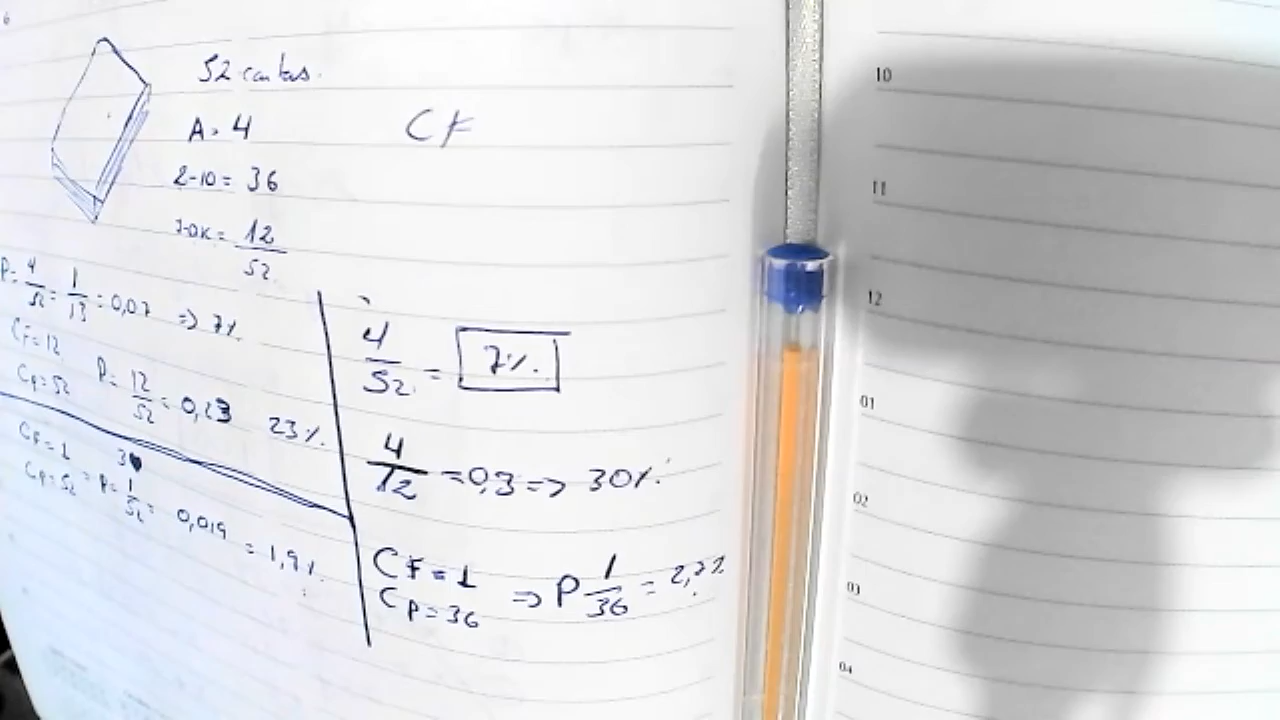 6
52 cartas.
A = 4
CF
2-10 = 36
J-Q-K = 12/52
P = 4/52 = 1/13 = 0,07 => 7%
CF = 12
CP = 52
P = 12/52 = 0,23 23%
CF = 1
CP = 52 = P = 1/52 = 0,019 = 1,9%
3♥
4/52 = 7%.
4/12 = 0,3 => 30%
CF = 1
CP = 36 => P 1/36 = 2,7%
10
11
12
01
02
03
04